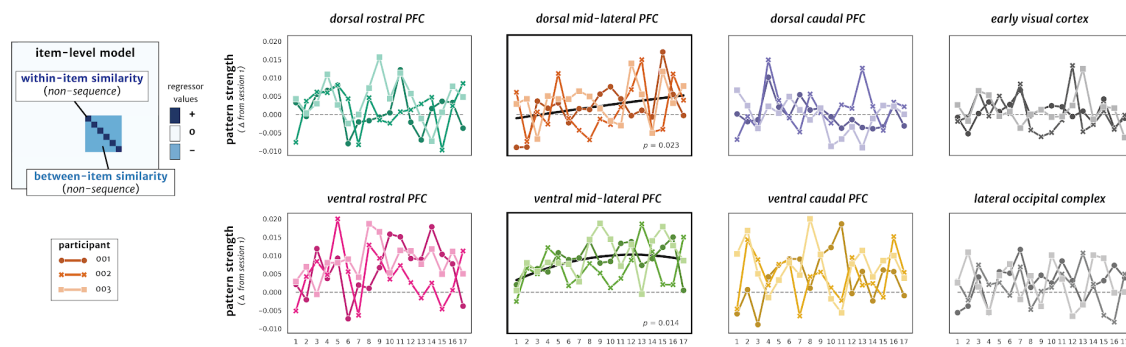 item-level model
within-item similarity
(non-sequence)
between-item similarity
(non-sequence)
regressor
values
+
0
−
participant
001
002
003
dorsal rostral PFC
dorsal mid-lateral PFC
dorsal caudal PFC
early visual cortex
pattern strength
(Δ from session 1)
0.020
0.015
0.010
0.005
0.000
−0.005
−0.010
p = 0.023
ventral rostral PFC
ventral mid-lateral PFC
ventral caudal PFC
lateral occipital complex
pattern strength
(Δ from session 1)
0.020
0.015
0.010
0.005
0.000
−0.005
−0.010
p = 0.014
1 2 3 4 5 6 7 8 9 10 11 12 13 14 15 16 17
1 2 3 4 5 6 7 8 9 10 11 12 13 14 15 16 17
1 2 3 4 5 6 7 8 9 10 11 12 13 14 15 16 17
1 2 3 4 5 6 7 8 9 10 11 12 13 14 15 16 17